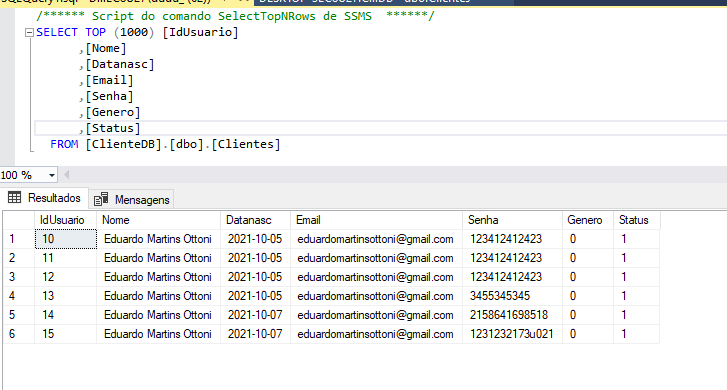 /****** Script do comando SelectTopNRows de SSMS ******/
SELECT TOP (1000) [IdUsuario]
,[Nome]
,[Datanasc]
,[Email]
,[Senha]
,[Genero]
,[Status]
FROM [ClienteDB].[dbo].[Clientes]
100 %
Resultados Mensagens
IdUsuario Nome Datanasc Email Senha Genero Status
1 10 Eduardo Martins Ottoni 2021-10-05 eduardomartinsottoni@gmail.com 123412412423 0 1
2 11 Eduardo Martins Ottoni 2021-10-05 eduardomartinsottoni@gmail.com 123412412423 0 1
3 12 Eduardo Martins Ottoni 2021-10-05 eduardomartinsottoni@gmail.com 123412412423 0 1
4 13 Eduardo Martins Ottoni 2021-10-05 eduardomartinsottoni@gmail.com 3455345345 0 1
5 14 Eduardo Martins Ottoni 2021-10-07 eduardomartinsottoni@gmail.com 2158641698518 0 1
6 15 Eduardo Martins Ottoni 2021-10-07 eduardomartinsottoni@gmail.com 1231232173u021 0 1